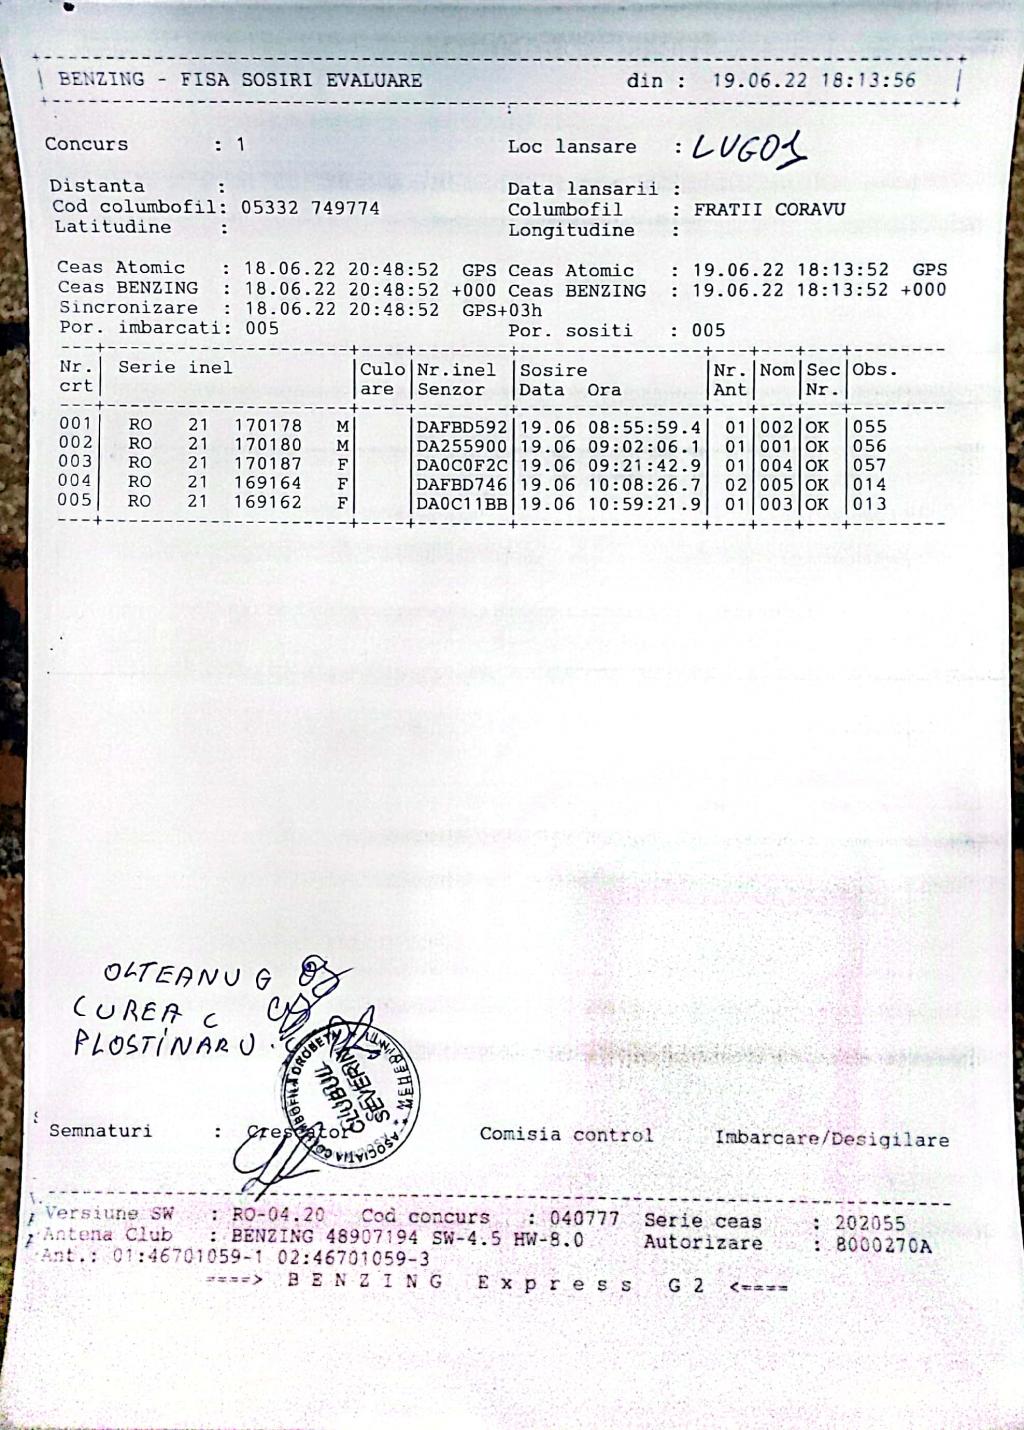 BENZING - FISA SOSIRI EVALUARE din : 19.06.22 18:13:56
Concurs : 1 Loc lansare : LUGOJ
Distanta : Data lansarii :
Cod columbofil: 05332 749774 Columbofil : FRATII CORAVU
Latitudine : Longitudine :
Ceas Atomic : 18.06.22 20:48:52 GPS Ceas Atomic : 19.06.22 18:13:52 GPS
Ceas BENZING : 18.06.22 20:48:52 +000 Ceas BENZING : 19.06.22 18:13:52 +000
Sincronizare : 18.06.22 20:48:52 GPS+03h
Por. imbarcati: 005 Por. sositi : 005
Nr. Serie inel Culo Nr.inel Sosire Nr. Nom Sec Obs.
crt are Senzor Data Ora Ant Nr.
001 RO 21 170178 M DAFBD592 19.06 08:55:59.4 01 002 OK 055
002 RO 21 170180 M DA255900 19.06 09:02:06.1 01 001 OK 056
003 RO 21 170187 F DA0C0F2C 19.06 09:21:42.9 01 004 OK 057
004 RO 21 169164 F DAFBD746 19.06 10:08:26.7 02 005 OK 014
005 RO 21 169162 F DA0C11BB 19.06 10:59:21.9 01 003 OK 013
OLTEANU G
CUREA C
PLOSTINARU.
ASOCIATIA COLUMBOFILA DROBETA MEHEDINTI
CLUBUL
SEVERIN
Semnaturi : Crescator Comisia control Imbarcare/Desigilare
Versiune SW : RO-04.20 Cod concurs : 040777 Serie ceas : 202055
Antena Club : BENZING 48907194 SW-4.5 HW-8.0 Autorizare : 8000270A
Ant.: 01:46701059-1 02:46701059-3
====> B E N Z I N G E x p r e s s G 2 <====